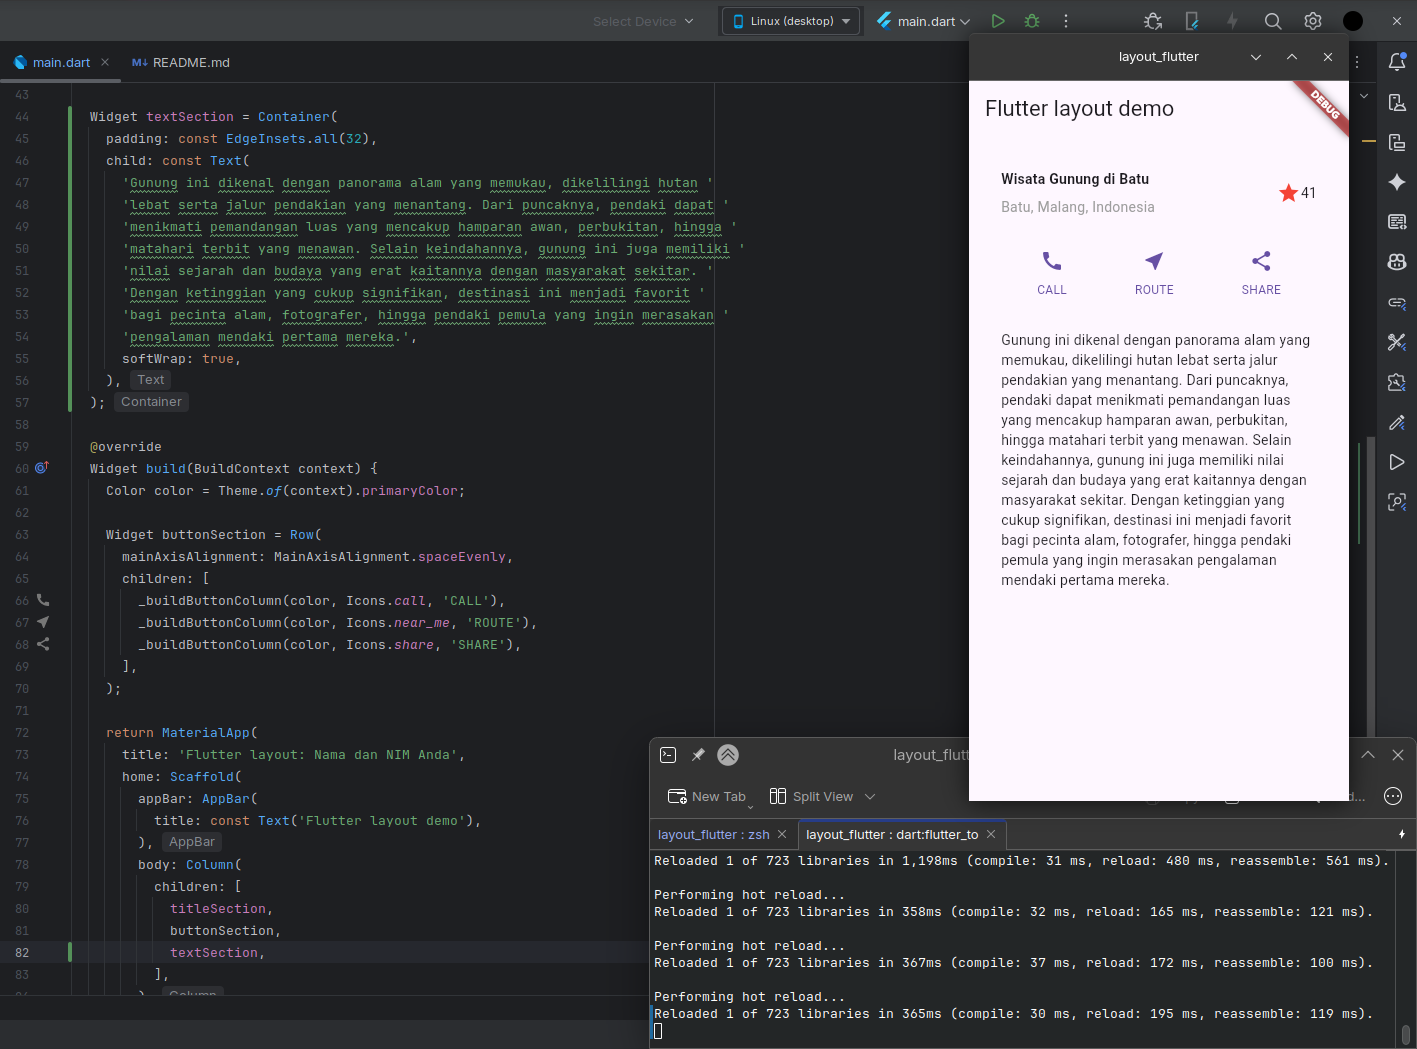 Select Device
Linux (desktop)
main.dart
main.dart
README.md
43
44 Widget textSection = Container(
45 padding: const EdgeInsets.all(32),
46 child: const Text(
47 'Gunung ini dikenal dengan panorama alam yang memukau, dikelilingi hutan '
48 'lebat serta jalur pendakian yang menantang. Dari puncaknya, pendaki dapat '
49 'menikmati pemandangan luas yang mencakup hamparan awan, perbukitan, hingga '
50 'matahari terbit yang menawan. Selain keindahannya, gunung ini juga memiliki '
51 'nilai sejarah dan budaya yang erat kaitannya dengan masyarakat sekitar. '
52 'Dengan ketinggian yang cukup signifikan, destinasi ini menjadi favorit '
53 'bagi pecinta alam, fotografer, hingga pendaki pemula yang ingin merasakan '
54 'pengalaman mendaki pertama mereka.',
55 softWrap: true,
56 ), Text
57 ); Container
58
59 @override
60 Widget build(BuildContext context) {
61 Color color = Theme.of(context).primaryColor;
62
63 Widget buttonSection = Row(
64 mainAxisAlignment: MainAxisAlignment.spaceEvenly,
65 children: [
66 _buildButtonColumn(color, Icons.call, 'CALL'),
67 _buildButtonColumn(color, Icons.near_me, 'ROUTE'),
68 _buildButtonColumn(color, Icons.share, 'SHARE'),
69 ],
70 );
71
72 return MaterialApp(
73 title: 'Flutter layout: Nama dan NIM Anda',
74 home: Scaffold(
75 appBar: AppBar(
76 title: const Text('Flutter layout demo'),
77 ), AppBar
78 body: Column(
79 children: [
80 titleSection,
81 buttonSection,
82 textSection,
83 ],
84 ), Column
layout_flutter
DEBUG
Flutter layout demo
Wisata Gunung di Batu
41
Batu, Malang, Indonesia
CALL
ROUTE
SHARE
Gunung ini dikenal dengan panorama alam yang
memukau, dikelilingi hutan lebat serta jalur
pendakian yang menantang. Dari puncaknya,
pendaki dapat menikmati pemandangan luas
yang mencakup hamparan awan, perbukitan,
hingga matahari terbit yang menawan. Selain
keindahannya, gunung ini juga memiliki nilai
sejarah dan budaya yang erat kaitannya dengan
masyarakat sekitar. Dengan ketinggian yang
cukup signifikan, destinasi ini menjadi favorit
bagi pecinta alam, fotografer, hingga pendaki
pemula yang ingin merasakan pengalaman
mendaki pertama mereka.
layout_flutt
New Tab
Split View
layout_flutter : zsh
layout_flutter : dart:flutter_to
Reloaded 1 of 723 libraries in 1,198ms (compile: 31 ms, reload: 480 ms, reassemble: 561 ms).
Performing hot reload...
Reloaded 1 of 723 libraries in 358ms (compile: 32 ms, reload: 165 ms, reassemble: 121 ms).
Performing hot reload...
Reloaded 1 of 723 libraries in 367ms (compile: 37 ms, reload: 172 ms, reassemble: 100 ms).
Performing hot reload...
Reloaded 1 of 723 libraries in 365ms (compile: 30 ms, reload: 195 ms, reassemble: 119 ms).